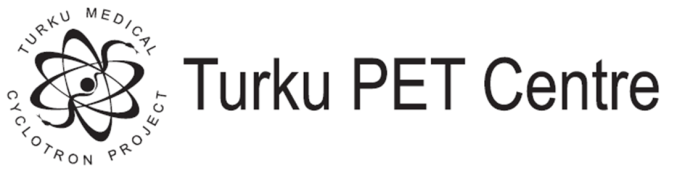 TURKU MEDICAL
CYCLOTRON PROJECT
Turku PET Centre